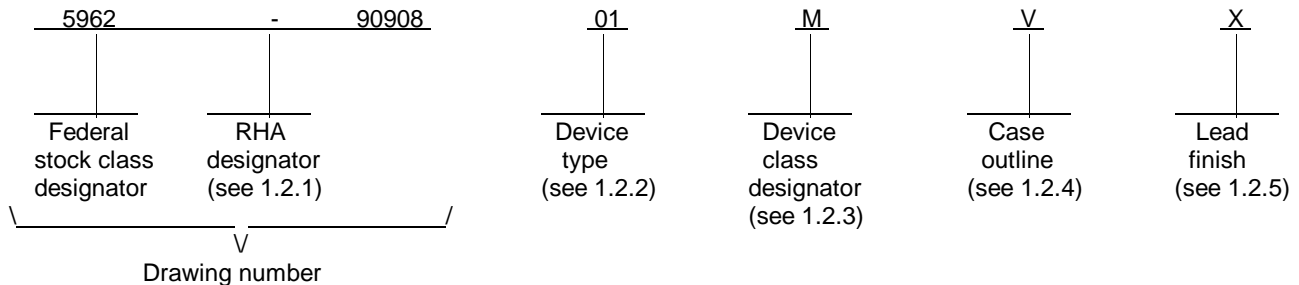 5962 - 90908 01 M V X
Federal stock class designator
RHA designator (see 1.2.1)
Device type (see 1.2.2)
Device class designator (see 1.2.3)
Case outline (see 1.2.4)
Lead finish (see 1.2.5)
\ / \/
Drawing number